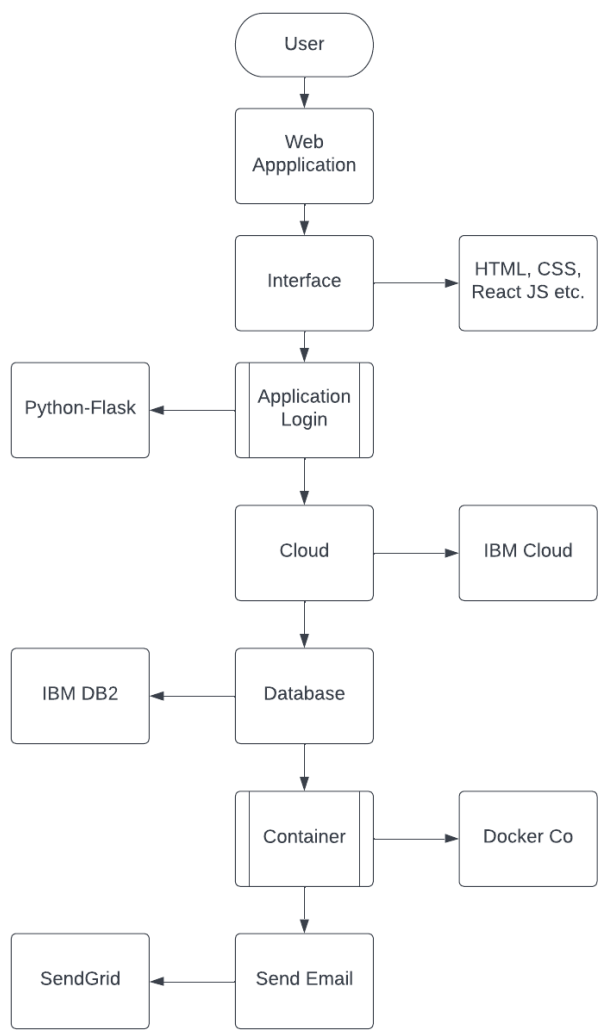 User
Web
Appplication
Interface
HTML, CSS,
React JS etc.
Application
Login
Python-Flask
Cloud
IBM Cloud
Database
IBM DB2
Container
Docker Co
Send Email
SendGrid